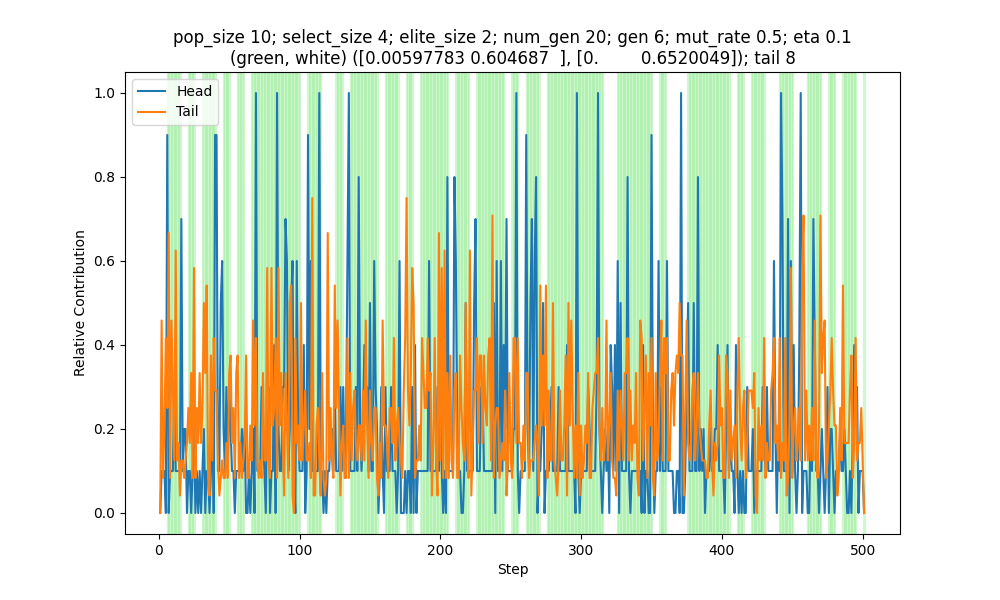 pop_size 10; select_size 4; elite_size 2; num_gen 20; gen 6; mut_rate 0.5; eta 0.1
(green, white) ([0.00597783 0.604687  ], [0.        0.6520049]); tail 8
Head
Tail
1.0
0.8
0.6
0.4
0.2
0.0
Relative Contribution
0 100 200 300 400 500
Step